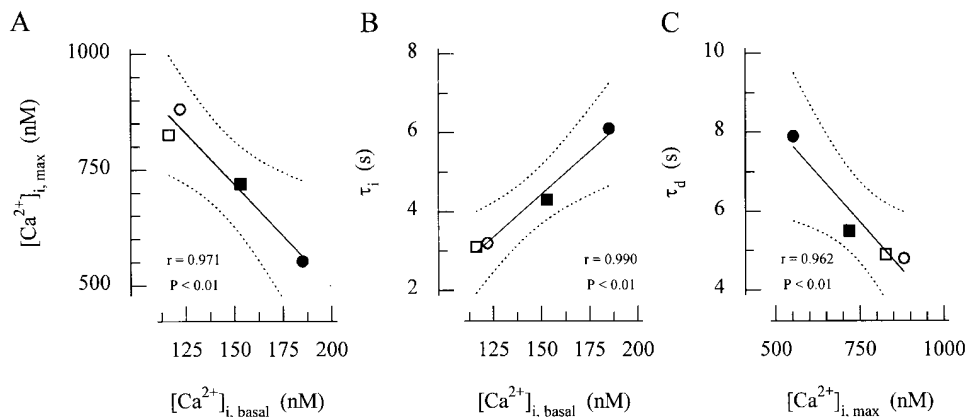 A
1000
750
500
[Ca²⁺]i, max (nM)
r = 0.971
P < 0.01
125 150 175 200
[Ca²⁺]i, basal (nM)
B
8
6
4
2
τi (s)
r = 0.990
P < 0.01
125 150 175 200
[Ca²⁺]i, basal (nM)
C
10
8
6
4
τd (s)
r = 0.962
P < 0.01
500 750 1000
[Ca²⁺]i, max (nM)